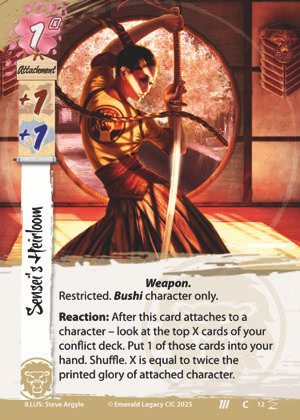 1
Attachment
+1
+1
Sensei's Heirloom
Weapon.
Restricted. Bushi character only.
Reaction: After this card attaches to a
character – look at the top X cards of your
conflict deck. Put 1 of those cards into your
hand. Shuffle. X is equal to twice the
printed glory of attached character.
ILLUS: Steve Argyle
© Emerald Legacy CIC 2025
C
12